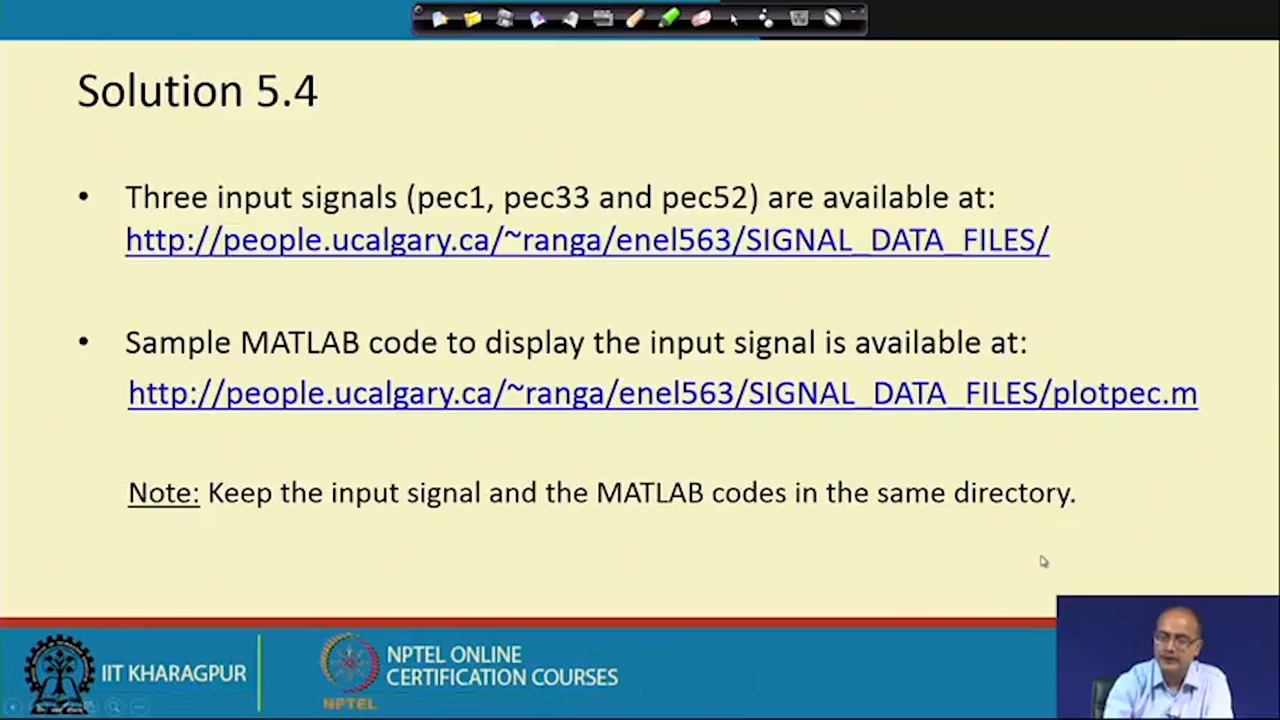 Solution 5.4
• Three input signals (pec1, pec33 and pec52) are available at:
http://people.ucalgary.ca/~ranga/enel563/SIGNAL_DATA_FILES/
• Sample MATLAB code to display the input signal is available at:
http://people.ucalgary.ca/~ranga/enel563/SIGNAL_DATA_FILES/plotpec.m
Note: Keep the input signal and the MATLAB codes in the same directory.
IIT KHARAGPUR
NPTEL ONLINE
CERTIFICATION COURSES
NPTEL